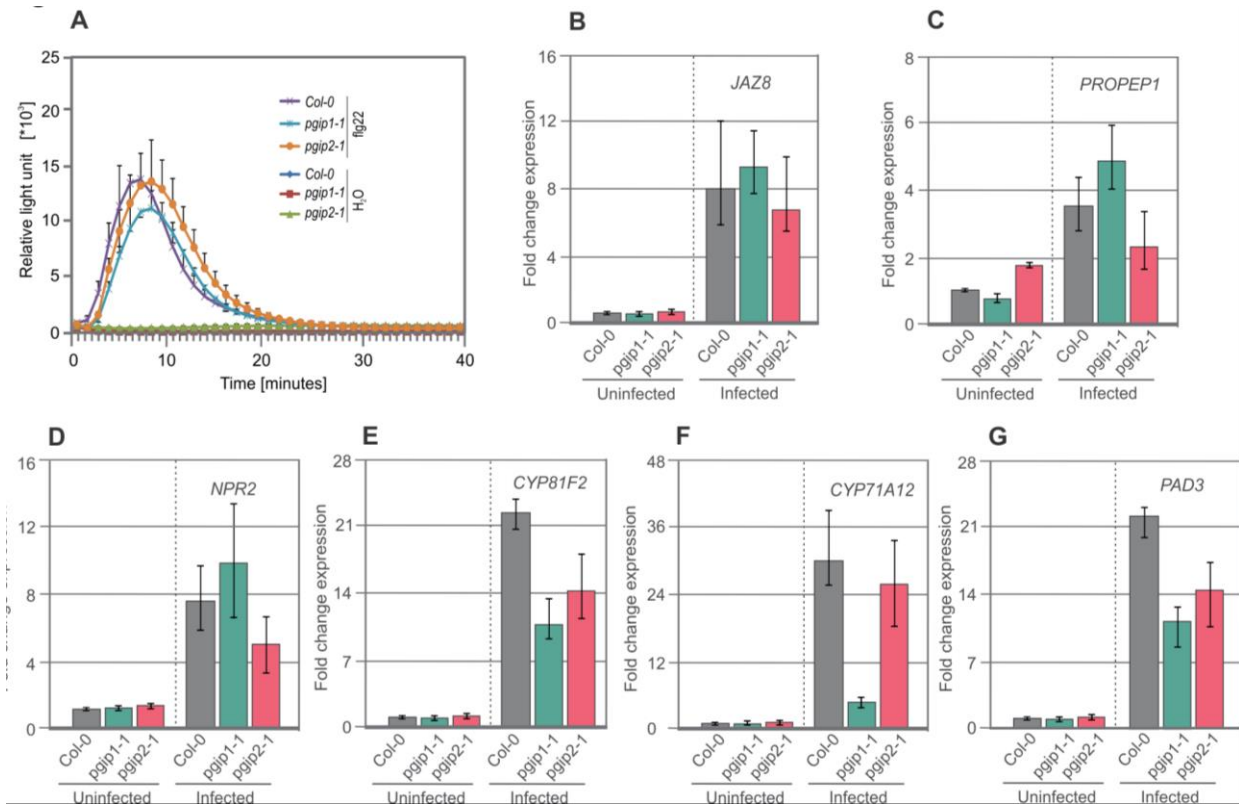 A
25
20
15
10
5
0
Relative light unit [*10³]
0 10 20 30 40
Time [minutes]
Col-0
pgip1-1
pgip2-1
flg22
Col-0
pgip1-1
pgip2-1
H₂O
B
16
12
8
4
0
Fold change expression
JAZ8
Col-0 pgip1-1 pgip2-1 Col-0 pgip1-1 pgip2-1
Uninfected Infected
C
8
6
4
2
0
Fold change expression
PROPEP1
Col-0 pgip1-1 pgip2-1 Col-0 pgip1-1 pgip2-1
Uninfected Infected
D
16
12
8
4
0
NPR2
Col-0 pgip1-1 pgip2-1 Col-0 pgip1-1 pgip2-1
Uninfected Infected
E
28
21
14
7
0
Fold change expression
CYP81F2
Col-0 pgip1-1 pgip2-1 Col-0 pgip1-1 pgip2-1
Uninfected Infected
F
48
36
24
12
0
Fold change expression
CYP71A12
Col-0 pgip1-1 pgip2-1 Col-0 pgip1-1 pgip2-1
Uninfected Infected
G
28
21
14
7
0
Fold change expression
PAD3
Col-0 pgip1-1 pgip2-1 Col-0 pgip1-1 pgip2-1
Uninfected Infected